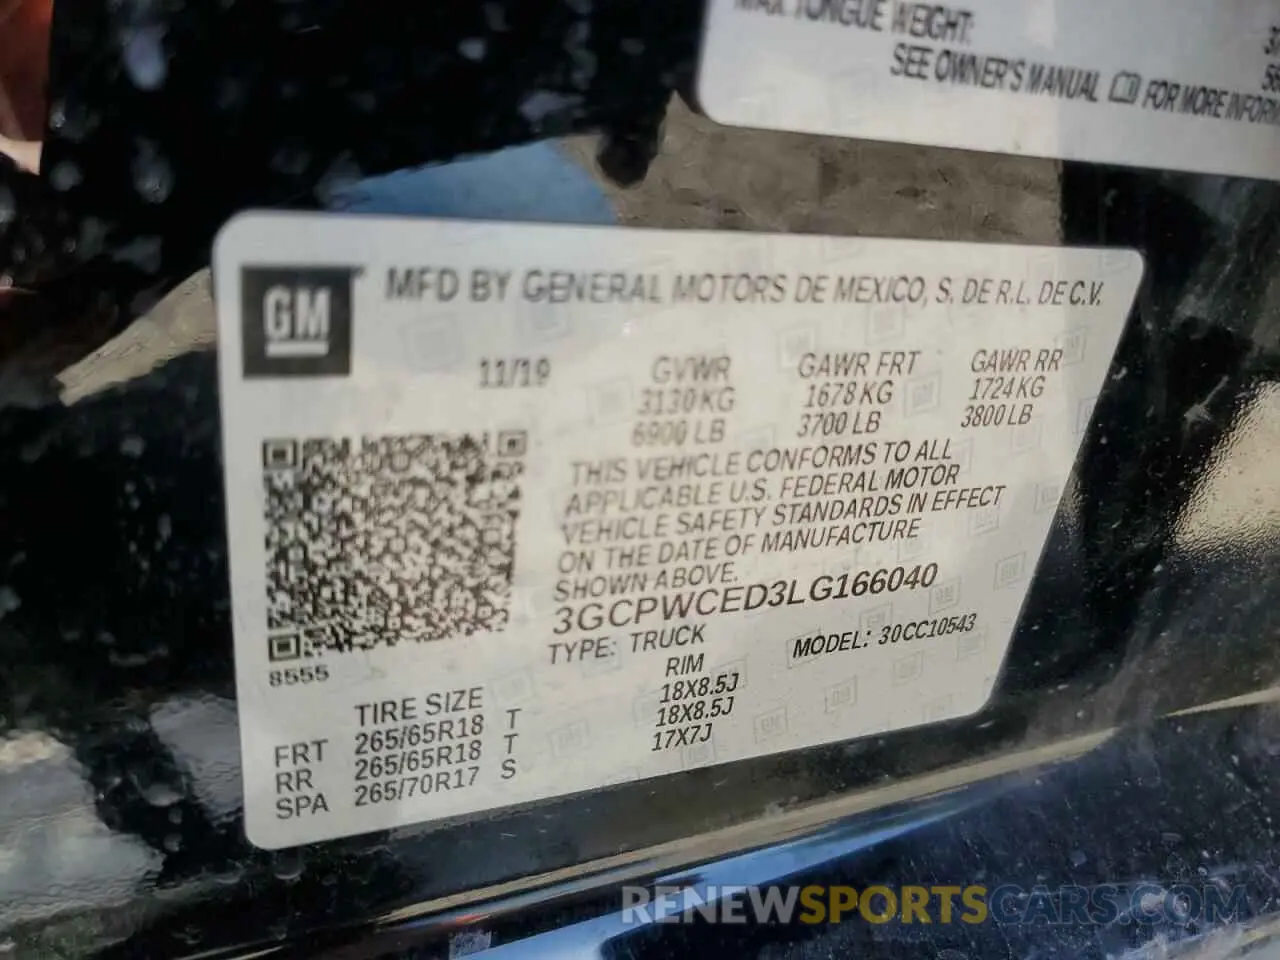 MAX TONGUE WEIGHT:
SEE OWNER'S MANUAL FOR MORE
GM
MFD BY GENERAL MOTORS DE MEXICO, S. DE R.L. DE C.V.
11/19 GVWR GAWR FRT GAWR RR
3130 KG 1678 KG 1724 KG
6900 LB 3700 LB 3800 LB
THIS VEHICLE CONFORMS TO ALL
APPLICABLE U.S. FEDERAL MOTOR
VEHICLE SAFETY STANDARDS IN EFFECT
ON THE DATE OF MANUFACTURE
SHOWN ABOVE.
3GCPWCED3LG166040
TYPE: TRUCK MODEL: 30CC10543
8555
TIRE SIZE RIM
FRT 265/65R18 T 18X8.5J
RR 265/65R18 T 18X8.5J
SPA 265/70R17 S 17X7J
RENEWSPORTSCARS.COM